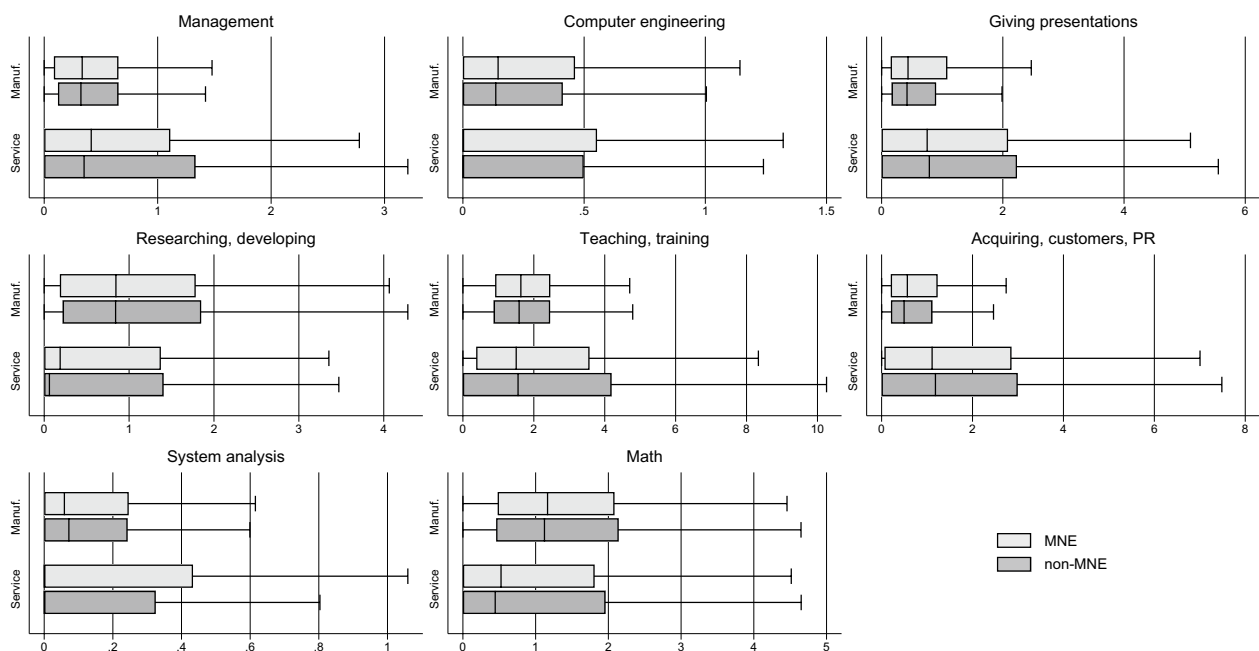 Management
Manuf.
Service
0 1 2 3
Computer engineering
Manuf.
Service
0 .5 1 1.5
Giving presentations
Manuf.
Service
0 2 4 6
Researching, developing
Manuf.
Service
0 1 2 3 4
Teaching, training
Manuf.
Service
0 2 4 6 8 10
Acquiring, customers, PR
Manuf.
Service
0 2 4 6 8
System analysis
Manuf.
Service
0 .2 .4 .6 .8 1
Math
Manuf.
Service
0 1 2 3 4 5
MNE
non-MNE